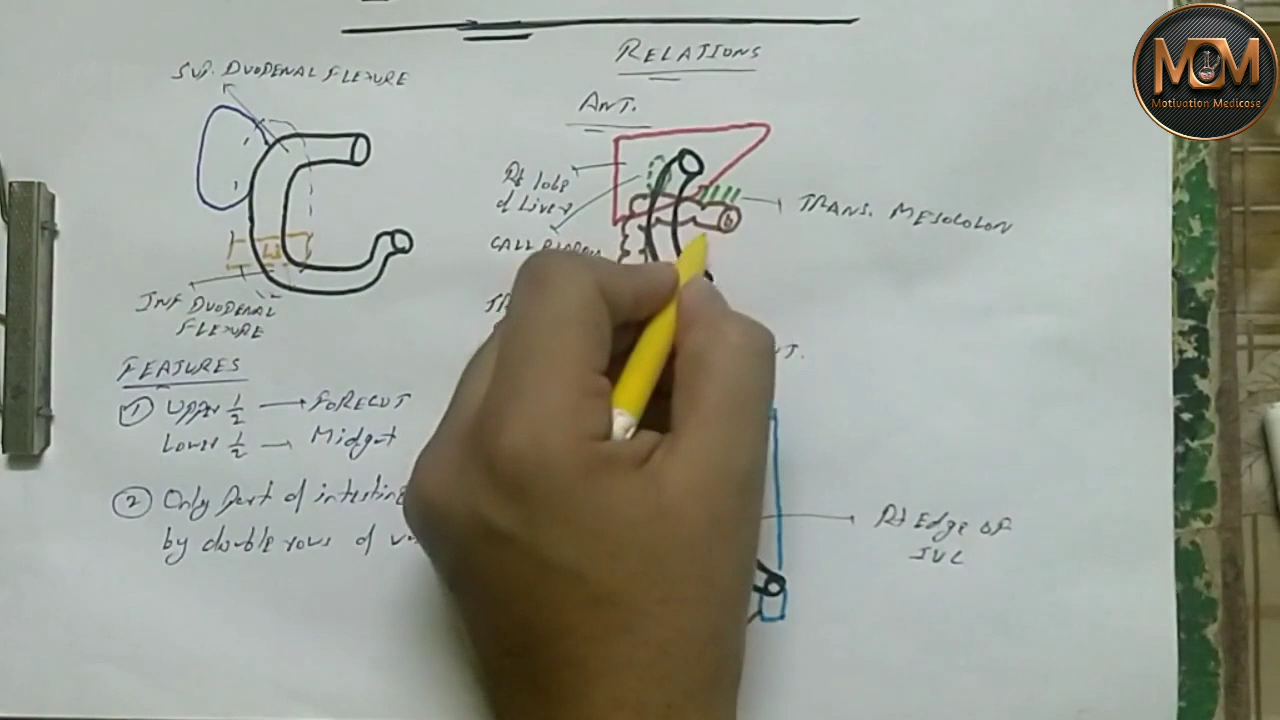 SUP. DUODENAL FLEXURE
INF DUODENAL
FLEXURE
FEATURES
① Upper 1/2 → FOREGUT
Lower 1/2 → Midgut
② Only Part of intestine
by double rows of
RELATIONS
ANT.
Rt lobe
of Liver
TRANS. MESOCOLON
Rt Edge OF
IVC
MOM
Motivation Medicose